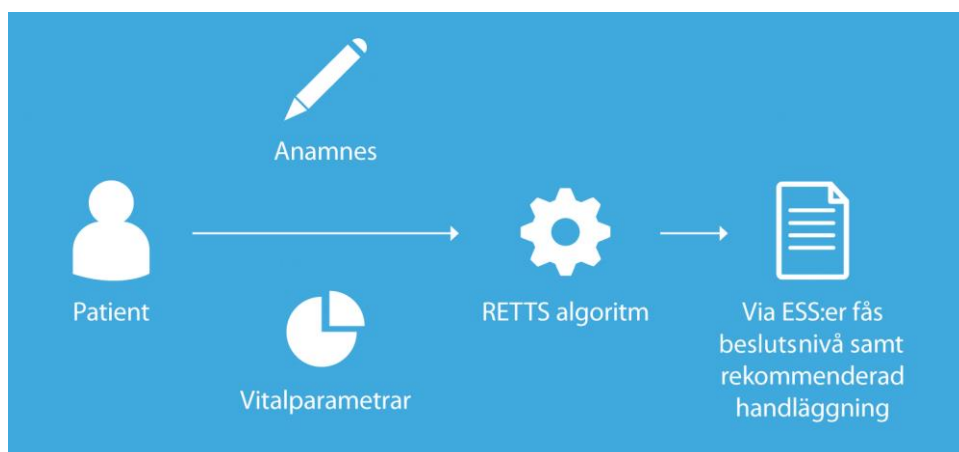 Anamnes
Patient
Vitalparametrar
RETTS algoritm
Via ESS:er fås
beslutsnivå samt
rekommenderad
handläggning